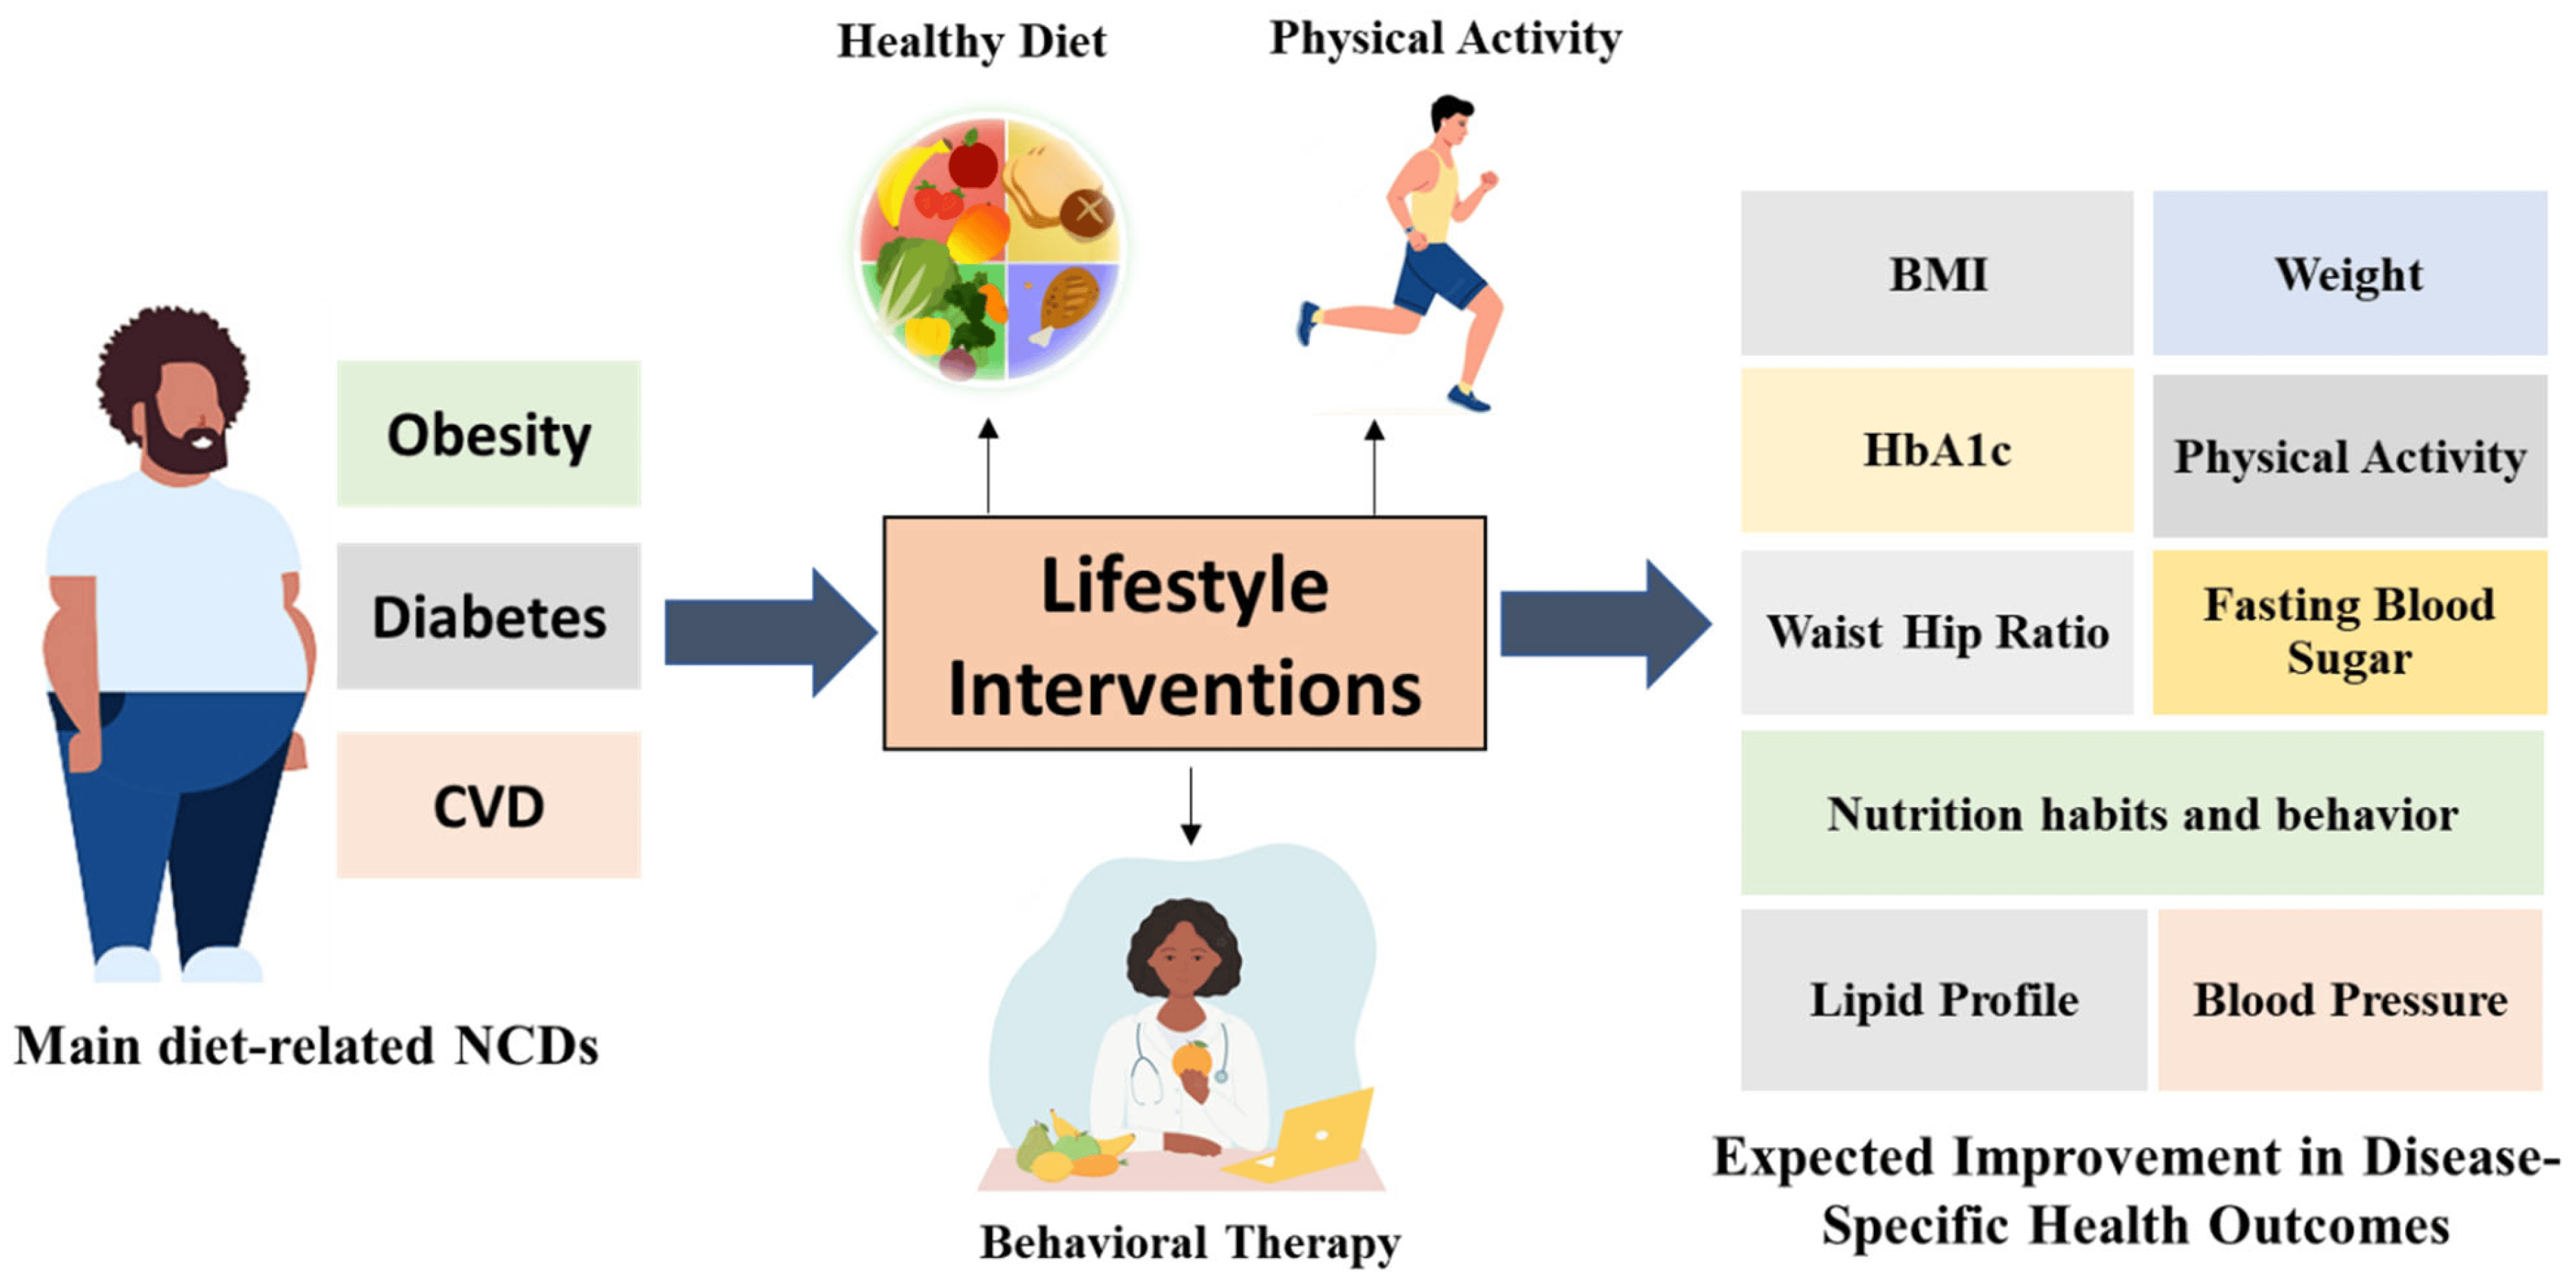 Healthy Diet
Physical Activity
Obesity
Diabetes
CVD
Main diet-related NCDs
Lifestyle
Interventions
Behavioral Therapy
BMI
Weight
HbA1c
Physical Activity
Waist Hip Ratio
Fasting Blood
Sugar
Nutrition habits and behavior
Lipid Profile
Blood Pressure
Expected Improvement in Disease-
Specific Health Outcomes